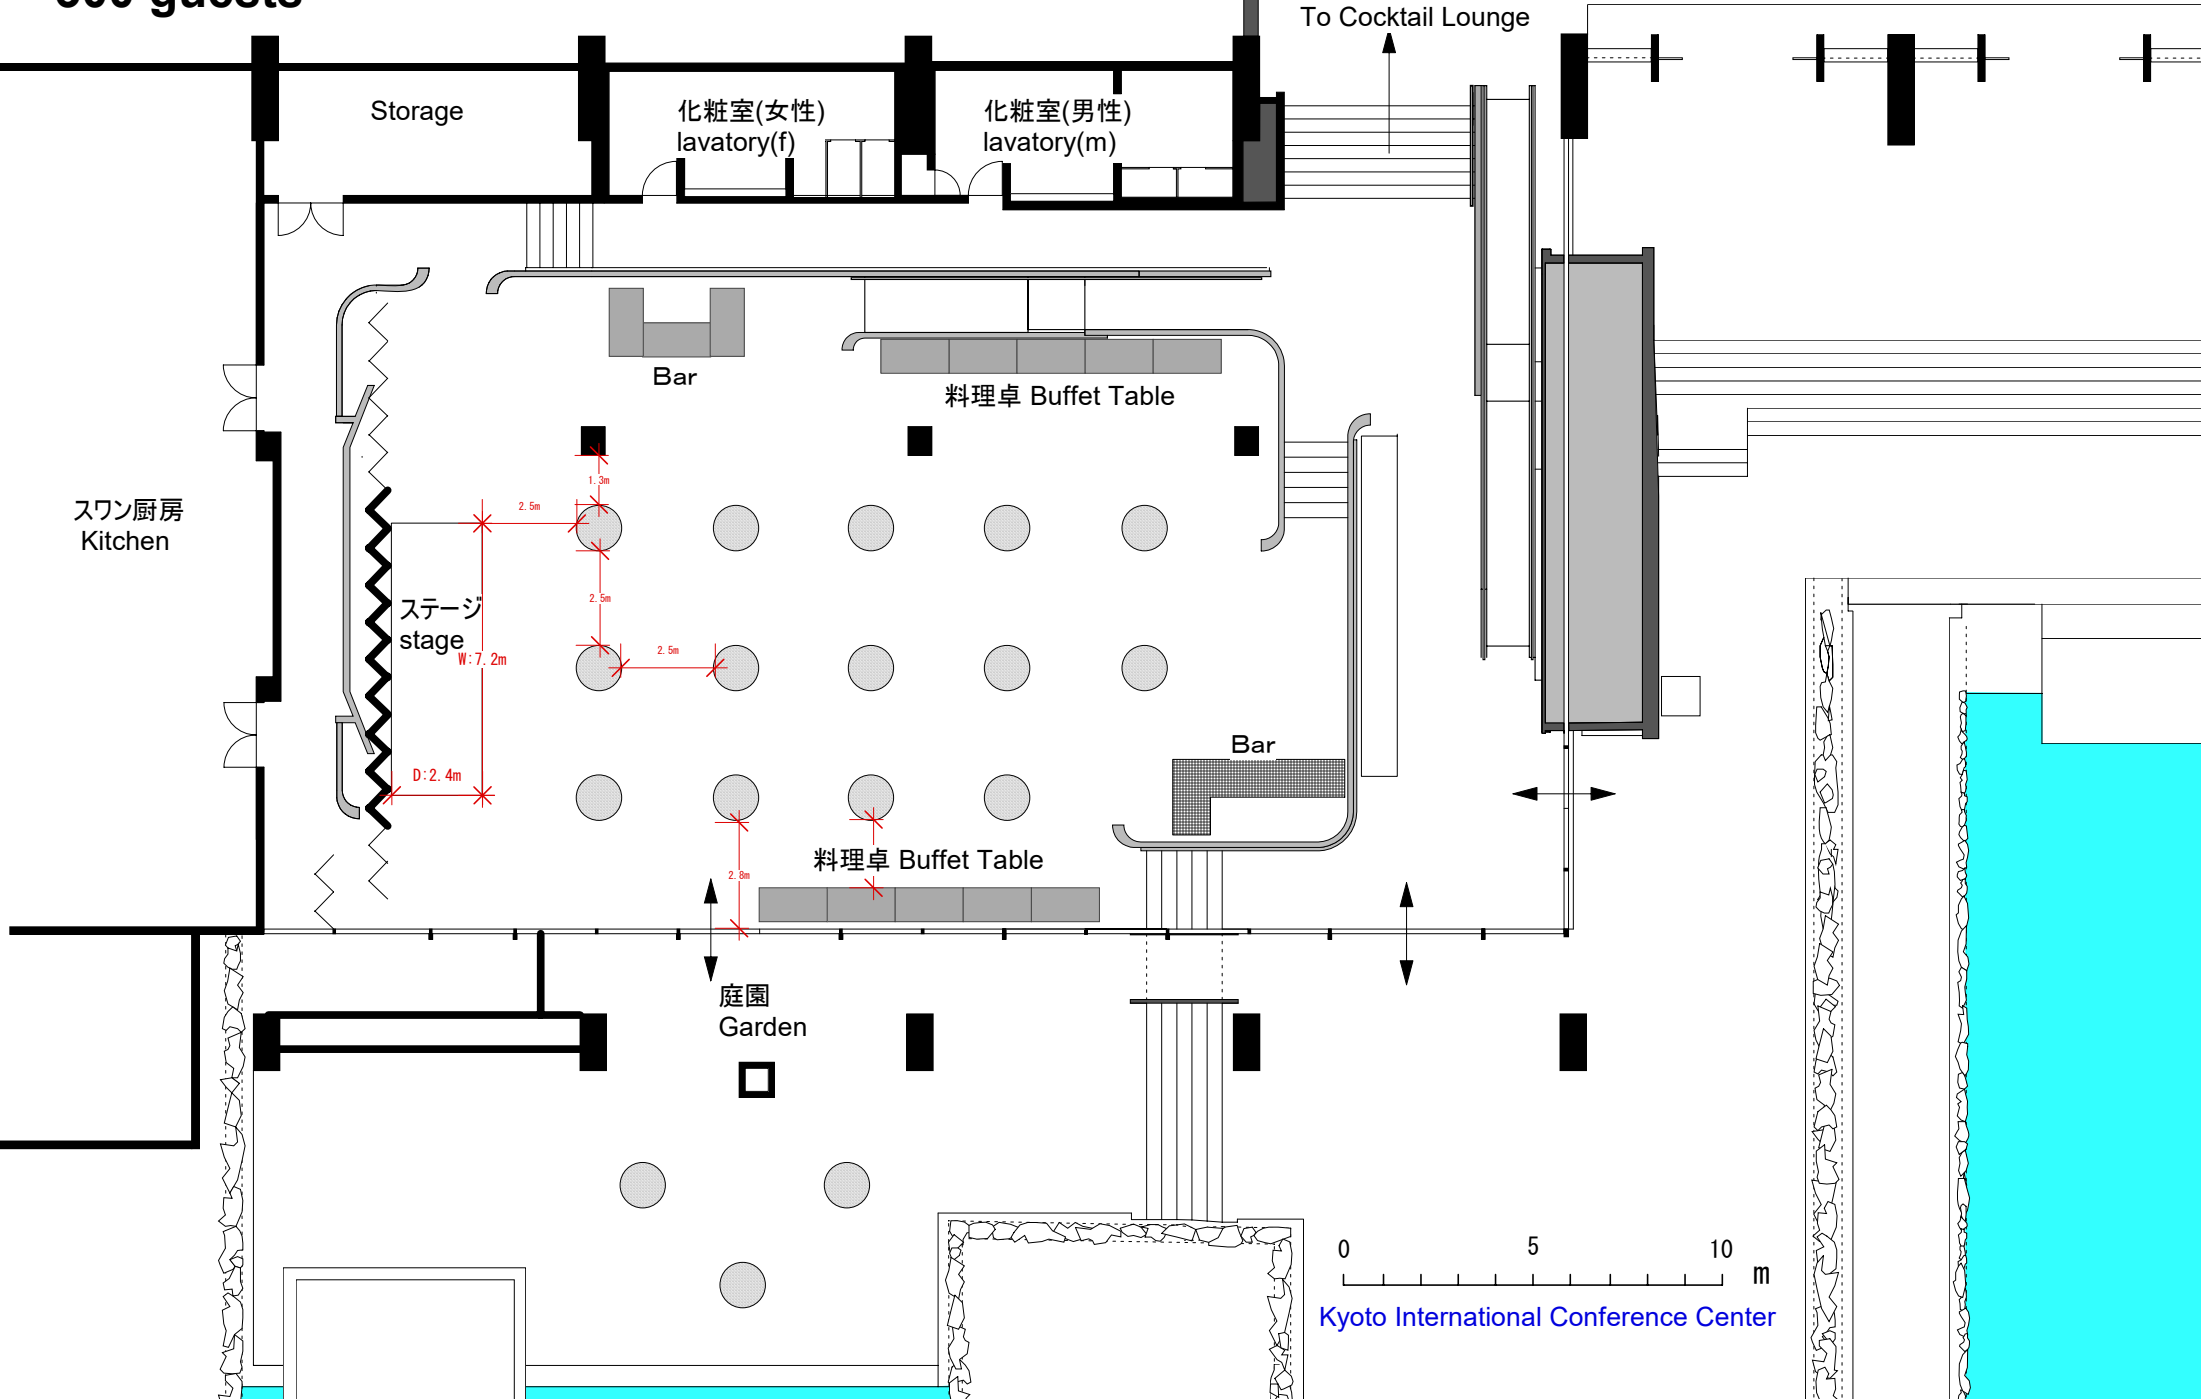 To Cocktail Lounge
Storage
化粧室(女性)
lavatory(f)
化粧室(男性)
lavatory(m)
Bar
料理卓 Buffet Table
スワン厨房
Kitchen
1.3m
2.5m
2.5m
ステージ
stage
W:7.2m
2.5m
D:2.4m
Bar
料理卓 Buffet Table
2.8m
庭園
Garden
0 5 10
m
Kyoto International Conference Center